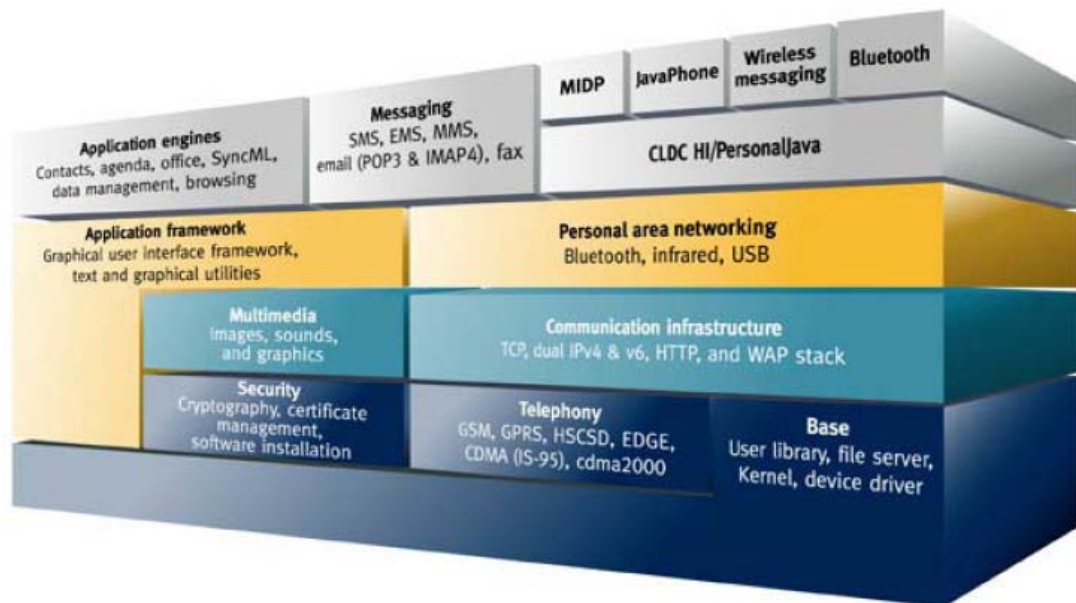 MIDP
JavaPhone
Wireless
messaging
Bluetooth
Application engines
Contacts, agenda, office, SyncML,
data management, browsing
Messaging
SMS, EMS, MMS,
email (POP3 & IMAP4), fax
CLDC HI/PersonalJava
Application framework
Graphical user interface framework,
text and graphical utilities
Personal area networking
Bluetooth, infrared, USB
Multimedia
Images, sounds,
and graphics
Communication infrastructure
TCP, dual IPv4 & v6, HTTP, and WAP stack
Security
Cryptography, certificate
management,
software installation
Telephony
GSM, GPRS, HSCSD, EDGE,
CDMA (IS-95), cdma2000
Base
User library, file server,
Kernel, device driver